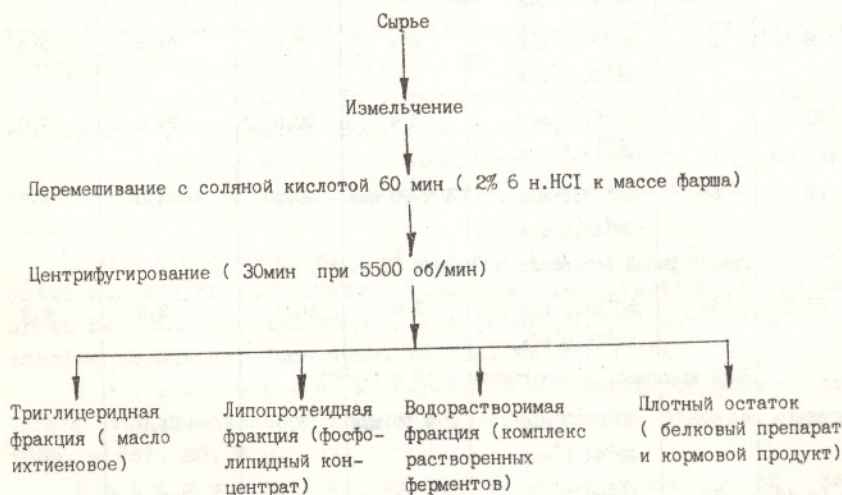 Сырье
Измельчение
Перемешивание с соляной кислотой 60 мин ( 2% 6 н.HCl к массе фарша)
Центрифугирование ( 30мин при 5500 об/мин)
Триглицеридная
фракция ( масло
ихтиеновое)
Липопротеидная
фракция (фосфо-
липидный кон-
центрат)
Водорастворимая
фракция (комплекс
растворенных
ферментов)
Плотный остаток
( белковый препарат
и кормовой продукт)